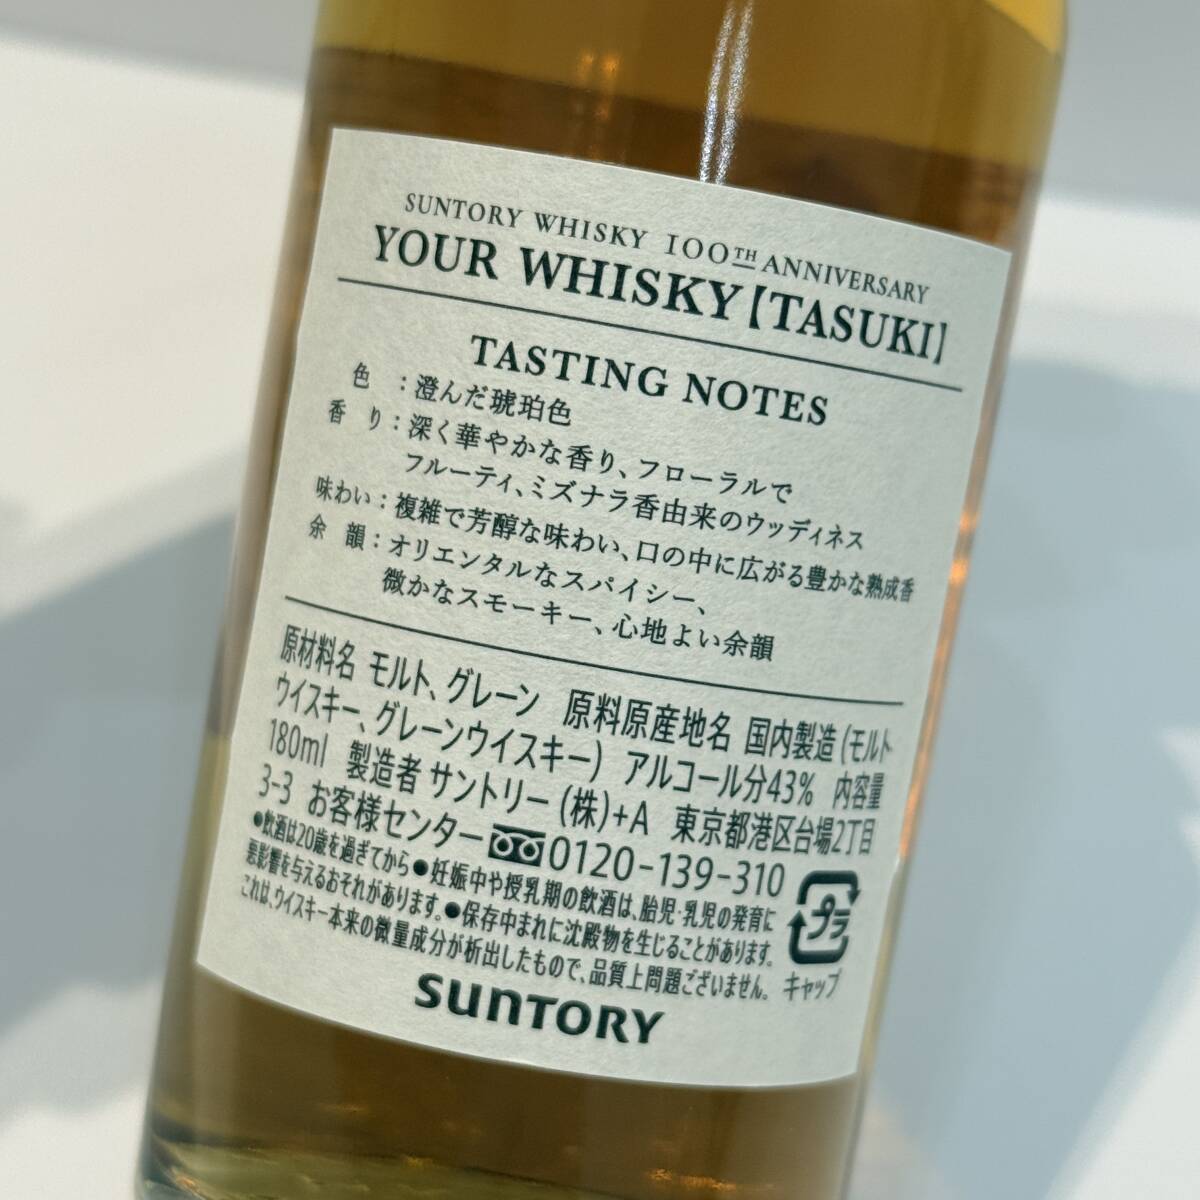 SUNTORY WHISKY 100TH ANNIVERSARY
YOUR WHISKY【TASUKI】
TASTING NOTES
色：澄んだ琥珀色
香り：深く華やかな香り、フローラルで
フルーティ、ミズナラ香由来のウッディネス
味わい：複雑で芳醇な味わい、口の中に広がる豊かな熟成香
余韻：オリエンタルなスパイシー、
微かなスモーキー、心地よい余韻
原材料名 モルト、グレーン 原料原産地名 国内製造 (モルト
ウイスキー、グレーンウイスキー) アルコール分43% 内容量
180ml 製造者 サントリー (株)+A 東京都港区台場2丁目
3-3 お客様センター 0120-139-310
●飲酒は20歳を過ぎてから●妊娠中や授乳期の飲酒は、胎児・乳児の発育に
悪影響を与えるおそれがあります。●保存中まれに沈殿物を生じることがあります。
これは、ウイスキー本来の微量成分が析出したもので、品質上問題ございません。
プラ
キャップ
SUNTORY